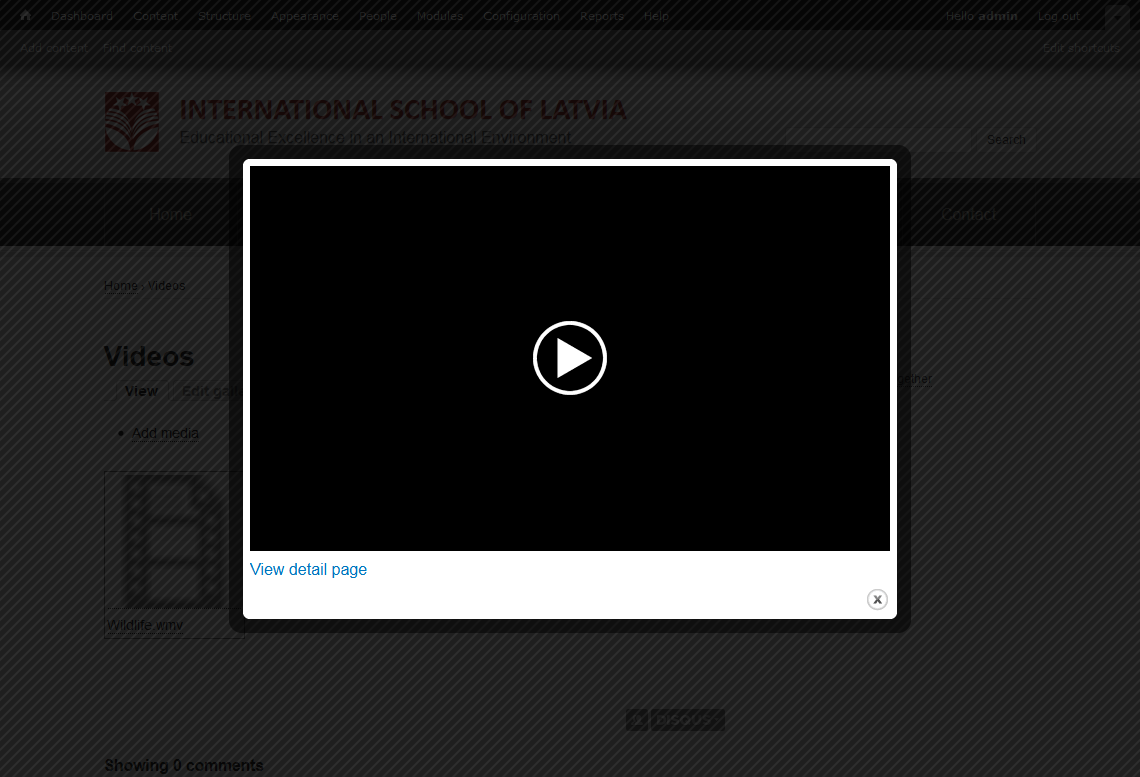 Dashboard Content Structure Appearance People Modules Configuration Reports Help Hello admin Log out
Add content Find content Edit shortcuts
INTERNATIONAL SCHOOL OF LATVIA
Educational Excellence in an International Environment
Search
Home Contact
Home › Videos
Videos
View Edit
Add media
View detail page
Wildlife.wmv
DISQUS
Showing 0 comments